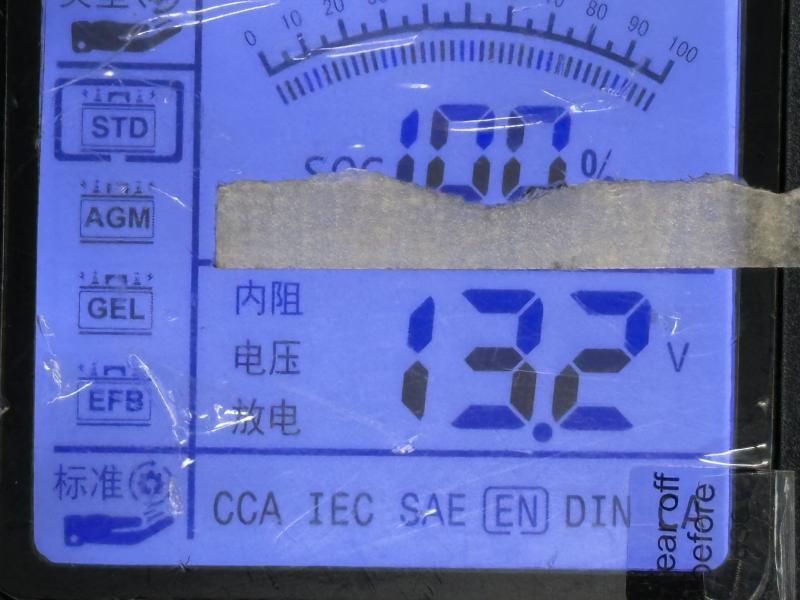 0 10 20 80 90 100
STD
SOC 100 %
AGM
GEL
内阻
电压
放电
13.2 V
EFB
标准
CCA IEC SAE EN DIN
ear off
before